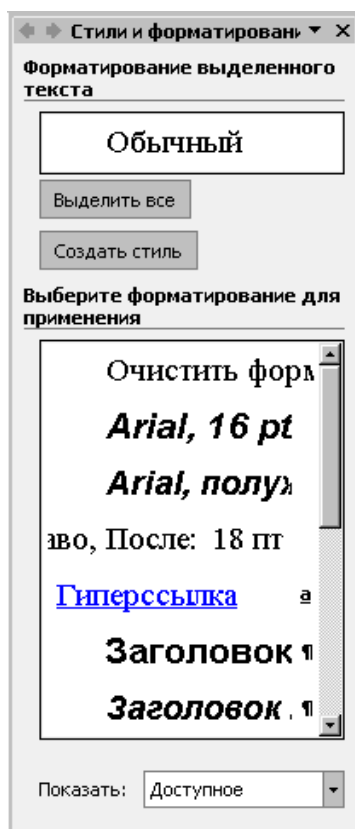 Стили и форматировани
Форматирование выделенного
текста
Обычный
Выделить все
Создать стиль
Выберите форматирование для
применения
Очистить форм
Arial, 16 pt
Arial, полуж
аво, После: 18 пт
Гиперссылка a
Заголовок ¶
Заголовок . ¶
Показать: Доступное